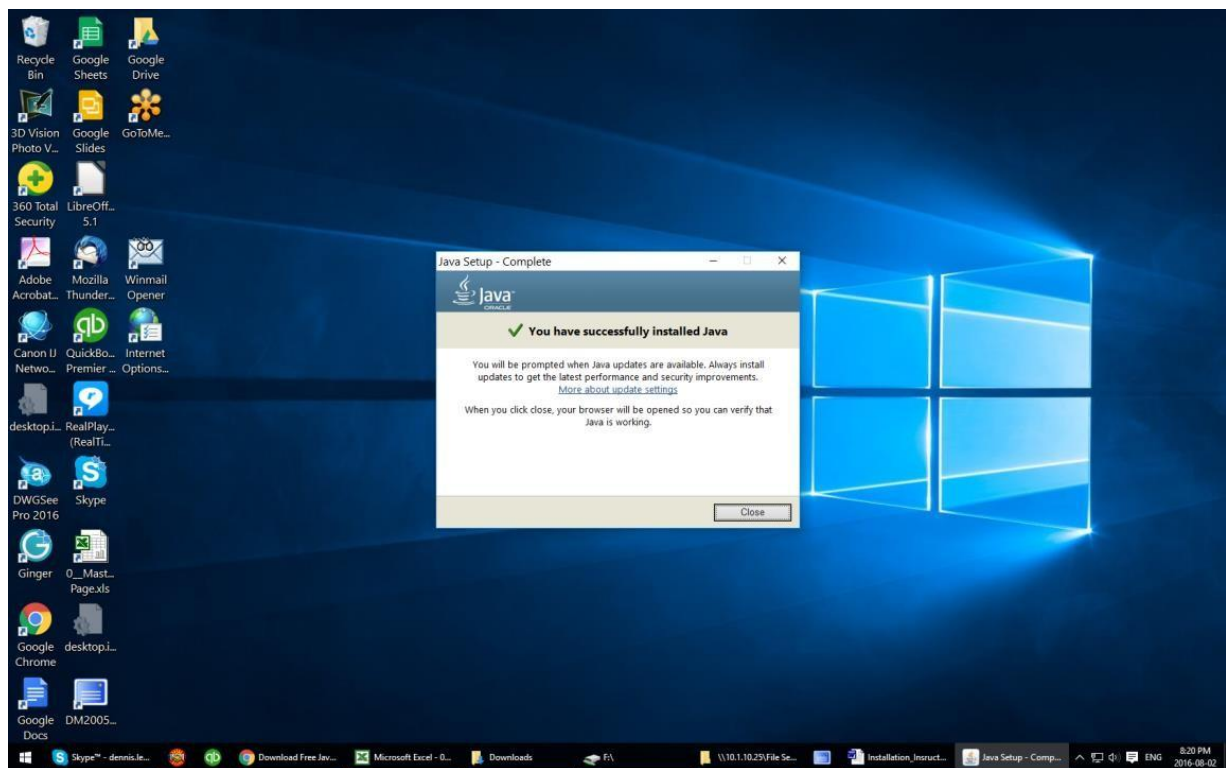 Recycle
Bin
Google
Sheets
Google
Drive
3D Vision
Photo V...
Google
Slides
GoToMe...
360 Total
Security
LibreOff...
5.1
Adobe
Acrobat...
Mozilla
Thunder...
Winmail
Opener
Canon IJ
Netwo...
QuickBo...
Premier ...
Internet
Options...
desktop.i...
RealPlay...
(RealTi...
DWGSee
Pro 2016
Skype
Ginger
0__Mast...
Page.xls
Google
Chrome
desktop.i...
Google
Docs
DM2005...
Java Setup - Complete
Java
ORACLE
You have successfully installed Java
You will be prompted when Java updates are available. Always install
updates to get the latest performance and security improvements.
More about update settings
When you click close, your browser will be opened so you can verify that
Java is working.
Close
Skype™ - dennis.le...
Download Free Jav...
Microsoft Excel - 0...
Downloads
F:\
\\10.1.10.25\File Se...
Installation_Insruct...
Java Setup - Comp...
ENG
8:20 PM
2016-08-02